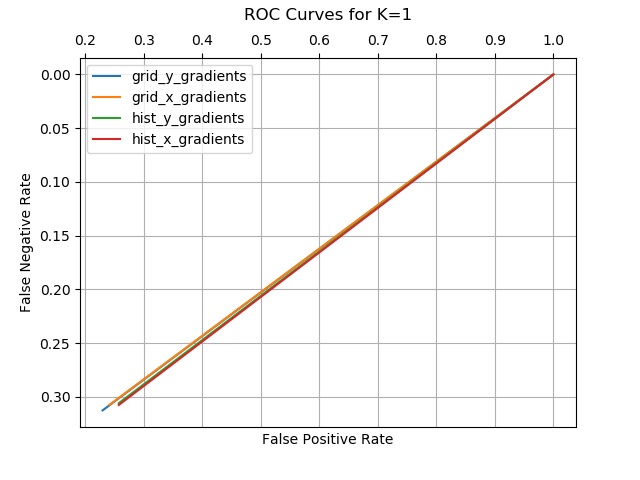 ROC Curves for K=1
0.2 0.3 0.4 0.5 0.6 0.7 0.8 0.9 1.0
grid_y_gradients
grid_x_gradients
hist_y_gradients
hist_x_gradients
0.00
0.05
0.10
0.15
0.20
0.25
0.30
False Negative Rate
False Positive Rate